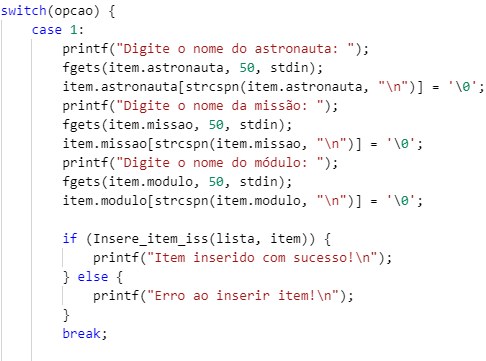 switch(opcao) {
    case 1:
        printf("Digite o nome do astronauta: ");
        fgets(item.astronauta, 50, stdin);
        item.astronauta[strcspn(item.astronauta, "\n")] = '\0';
        printf("Digite o nome da missão: ");
        fgets(item.missao, 50, stdin);
        item.missao[strcspn(item.missao, "\n")] = '\0';
        printf("Digite o nome do módulo: ");
        fgets(item.modulo, 50, stdin);
        item.modulo[strcspn(item.modulo, "\n")] = '\0';

        if (Insere_item_iss(lista, item)) {
            printf("Item inserido com sucesso!\n");
        } else {
            printf("Erro ao inserir item!\n");
        }
        break;